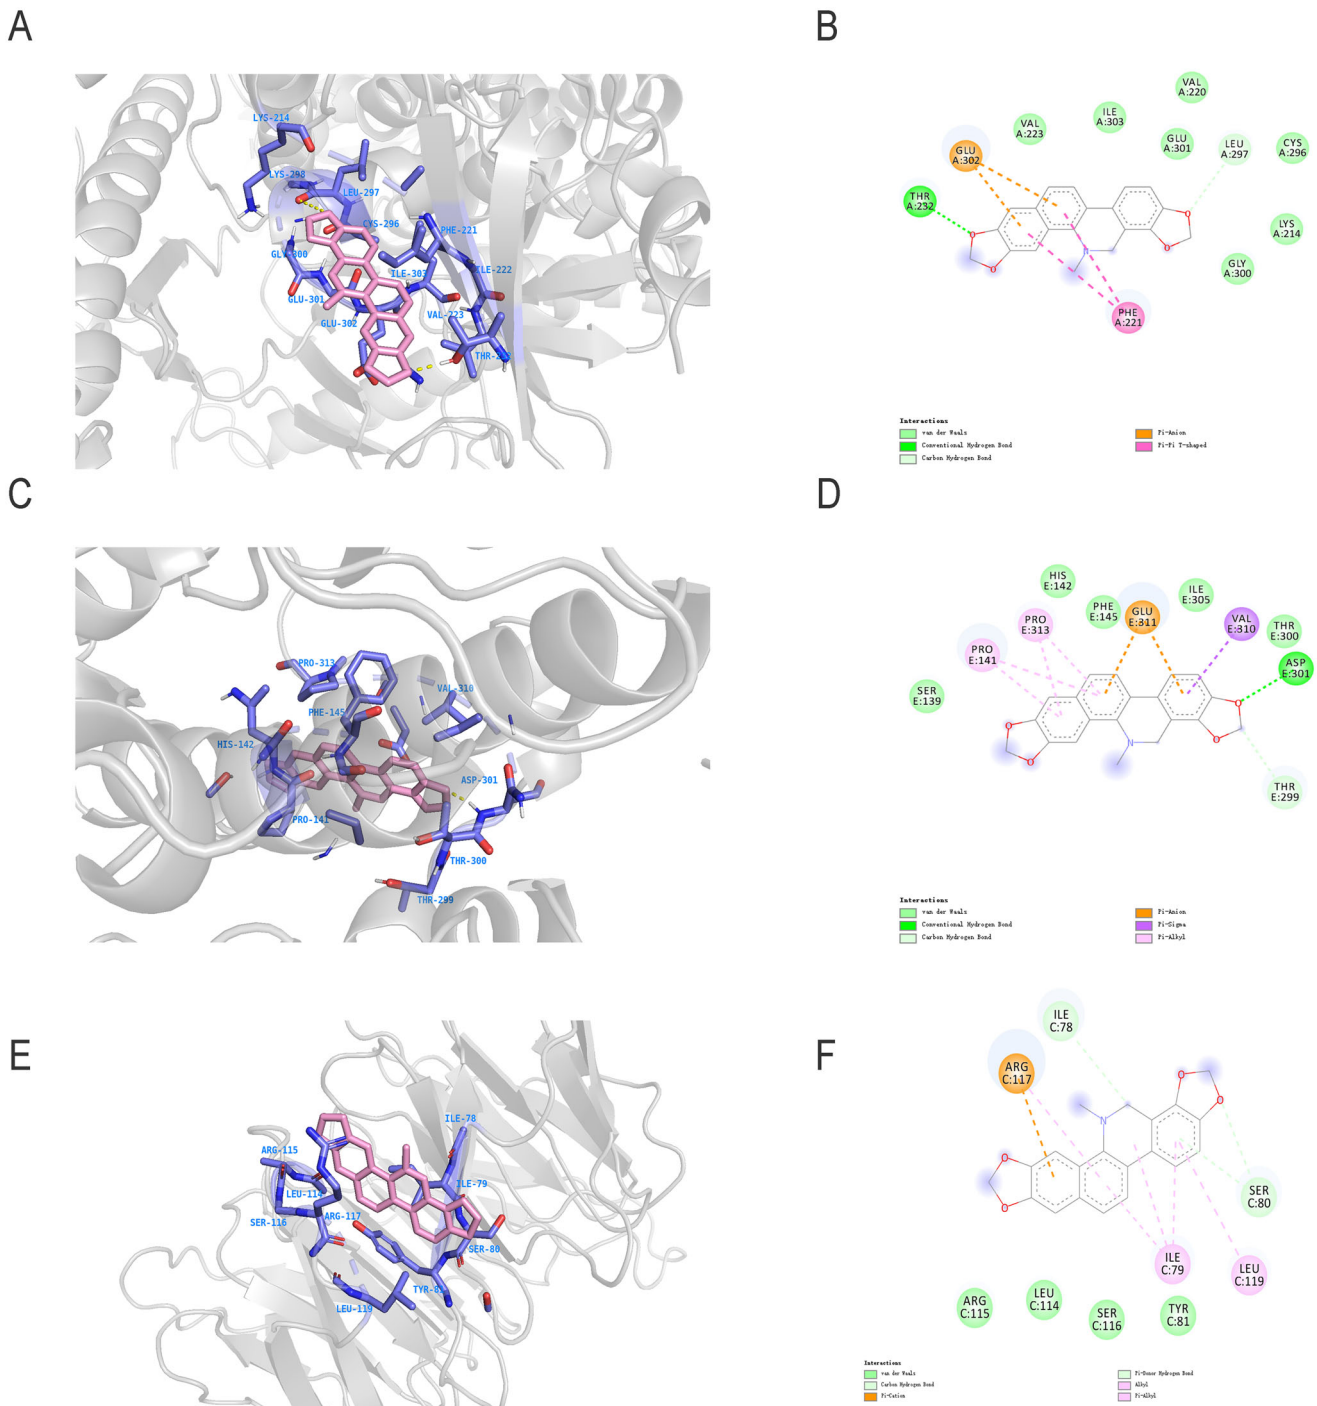 A
B
LYS-214
LYS-298
LEU-297
CYS-296
PHE-221
GLY-300
ILE-303
ILE-222
GLU-301
GLU-302
VAL-223
VAL
A:220
VAL
A:223
ILE
A:303
GLU
A:301
LEU
A:297
CYS
A:296
GLU
A:302
THR
A:232
LYS
A:214
GLY
A:300
PHE
A:221
N
O
O
O
O
Interactions
van der Waals
Conventional Hydrogen Bond
Carbon Hydrogen Bond
Pi-Anion
Pi-Pi T-shaped
C
D
PRO-313
VAL-310
PHE-145
HIS-142
ASP-301
PRO-141
THR-300
THR-299
HIS
E:142
PHE
E:145
GLU
E:311
ILE
E:305
VAL
E:310
THR
E:300
PRO
E:313
PRO
E:141
ASP
E:301
SER
E:139
THR
E:299
N
O
O
O
O
Interactions
van der Waals
Conventional Hydrogen Bond
Carbon Hydrogen Bond
Pi-Anion
Pi-Sigma
Pi-Alkyl
E
F
ILE-78
ARG-115
LEU-114
ILE-79
SER-116
ARG-117
SER-80
TYR-81
LEU-119
ILE
C:78
ARG
C:117
SER
C:80
ILE
C:79
LEU
C:119
ARG
C:115
LEU
C:114
SER
C:116
TYR
C:81
N
O
O
O
O
Interactions
van der Waals
Carbon Hydrogen Bond
Pi-Cation
Pi-Donor Hydrogen Bond
Alkyl
Pi-Alkyl